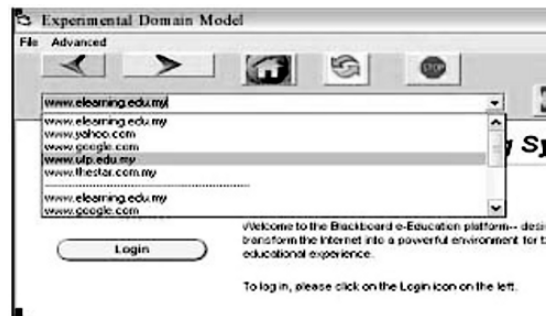 Experimental Domain Model
File Advanced
STOP
www.elearning.edu.my
www.elearning.edu.my
www.yahoo.com
www.google.com
www.utp.edu.my
www.thestar.com.my
--------------------------------------------------
www.elearning.edu.my
www.google.com
g Sy
Welcome to the Blackboard e-Education platform-- desi
transform the Internet into a powerful environment for t
educational experience.
Login
To log in, please click on the Login icon on the left.